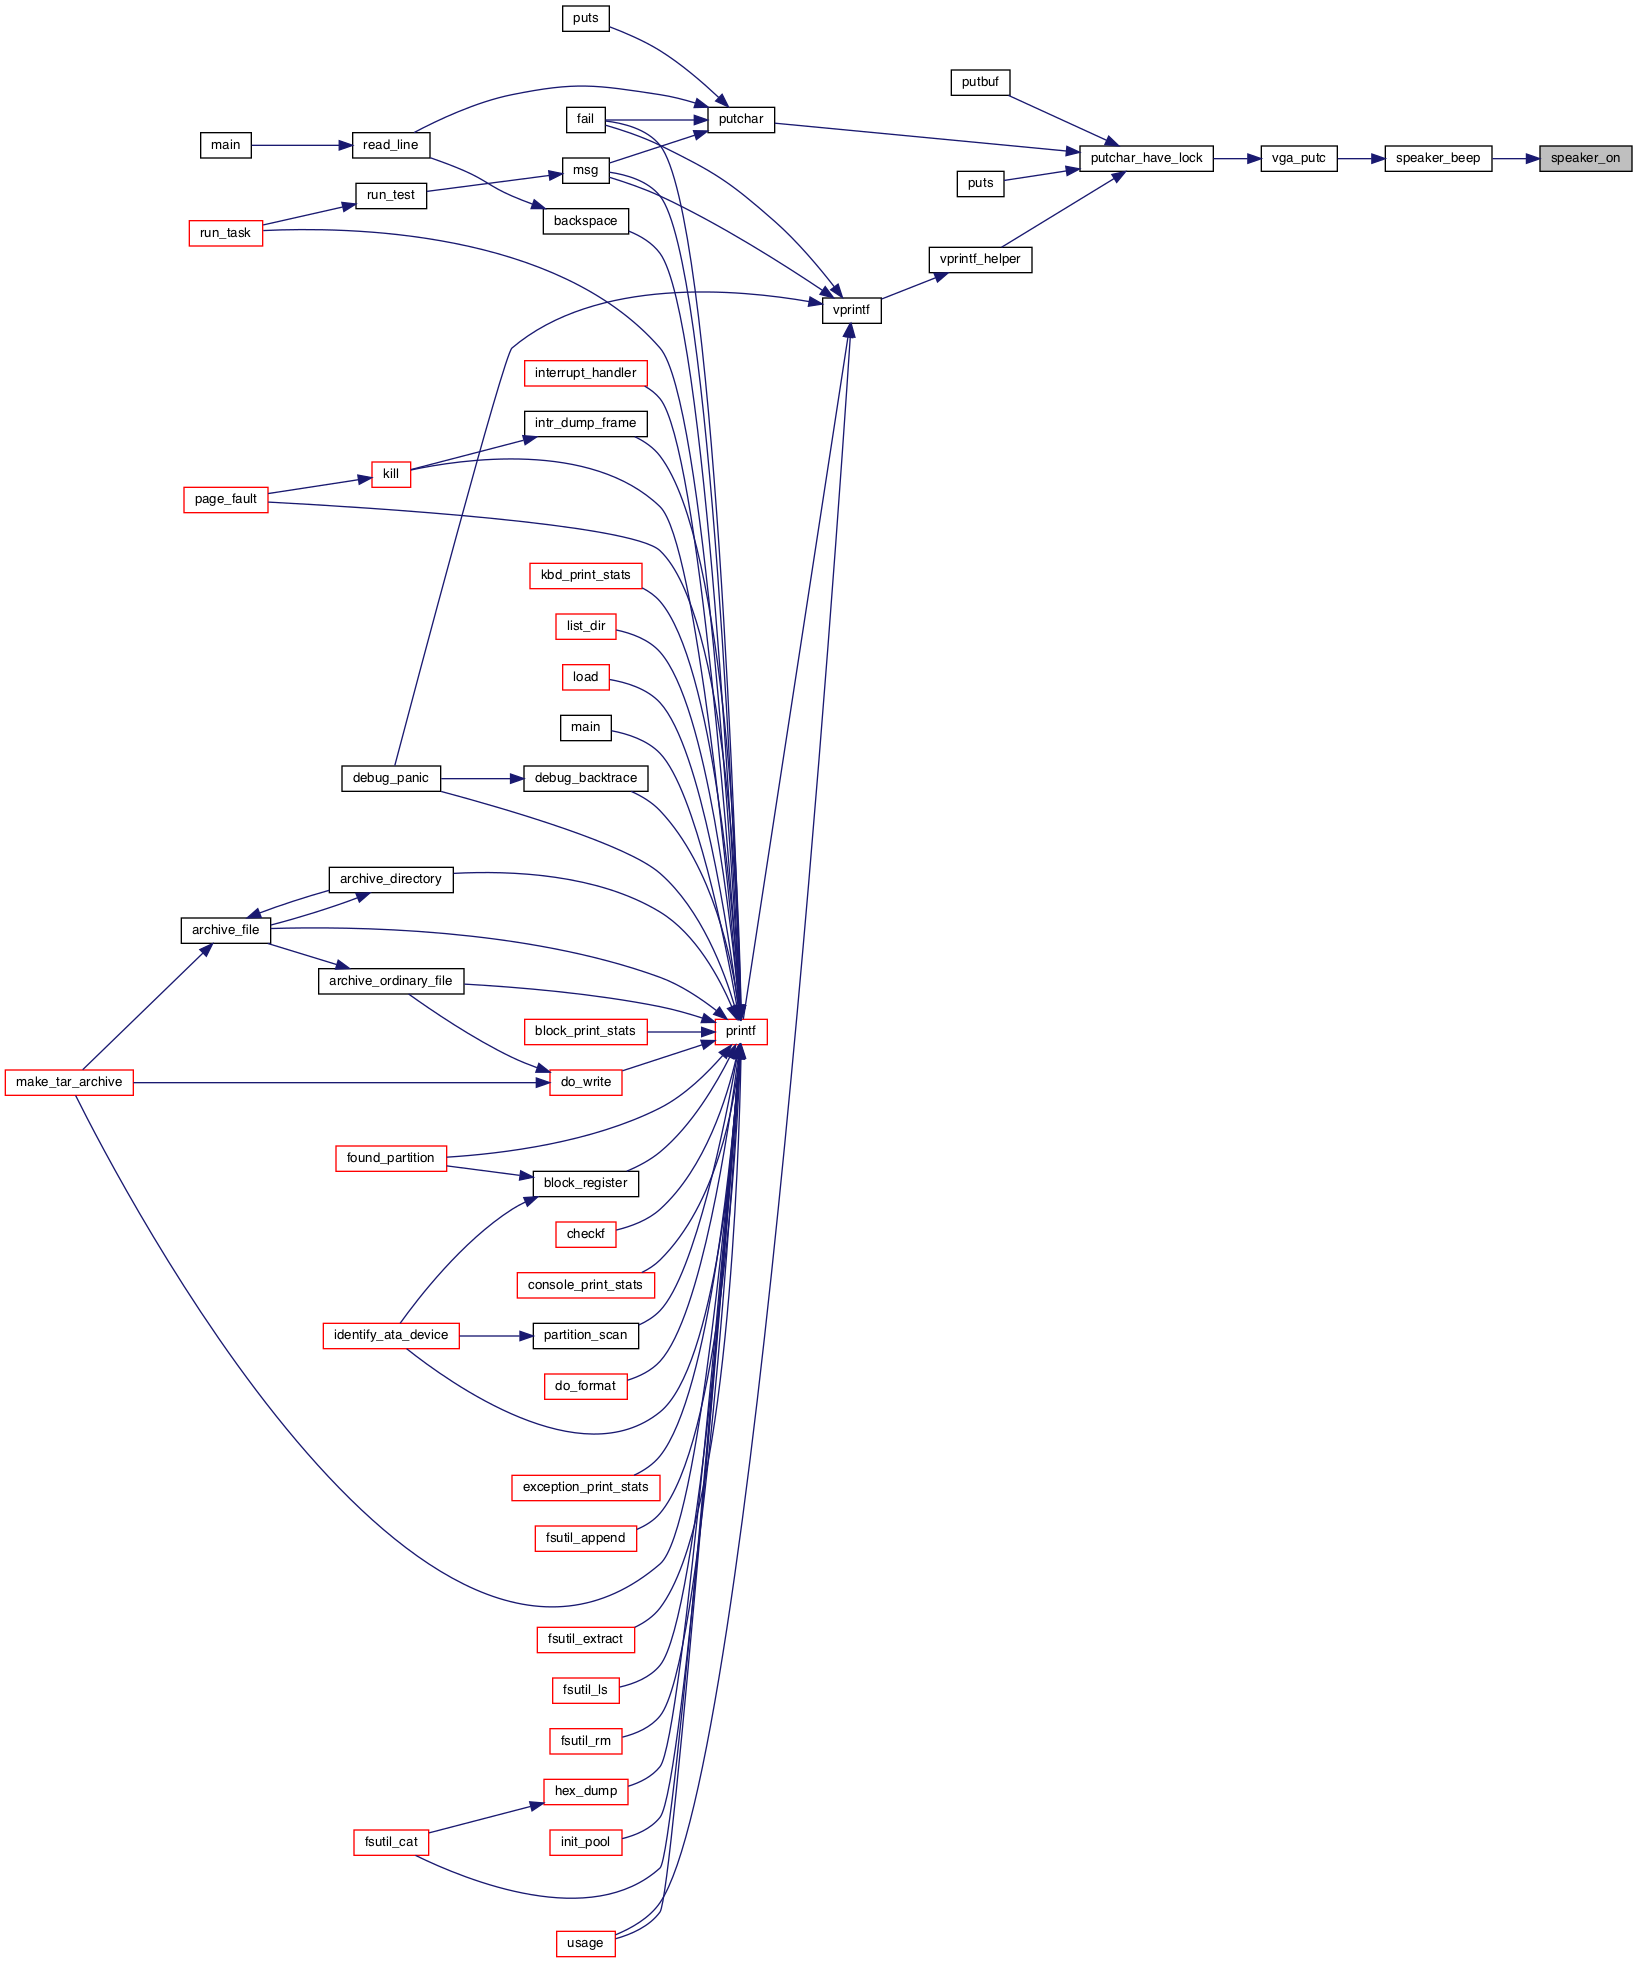 puts
putbuf
fail
putchar
main
read_line
putchar_have_lock
vga_putc
speaker_beep
speaker_on
msg
puts
run_test
backspace
run_task
vprintf_helper
vprintf
interrupt_handler
intr_dump_frame
kill
page_fault
kbd_print_stats
list_dir
load
main
debug_panic
debug_backtrace
archive_directory
archive_file
archive_ordinary_file
block_print_stats
printf
make_tar_archive
do_write
found_partition
block_register
checkf
console_print_stats
identify_ata_device
partition_scan
do_format
exception_print_stats
fsutil_append
fsutil_extract
fsutil_ls
fsutil_rm
hex_dump
fsutil_cat
init_pool
usage